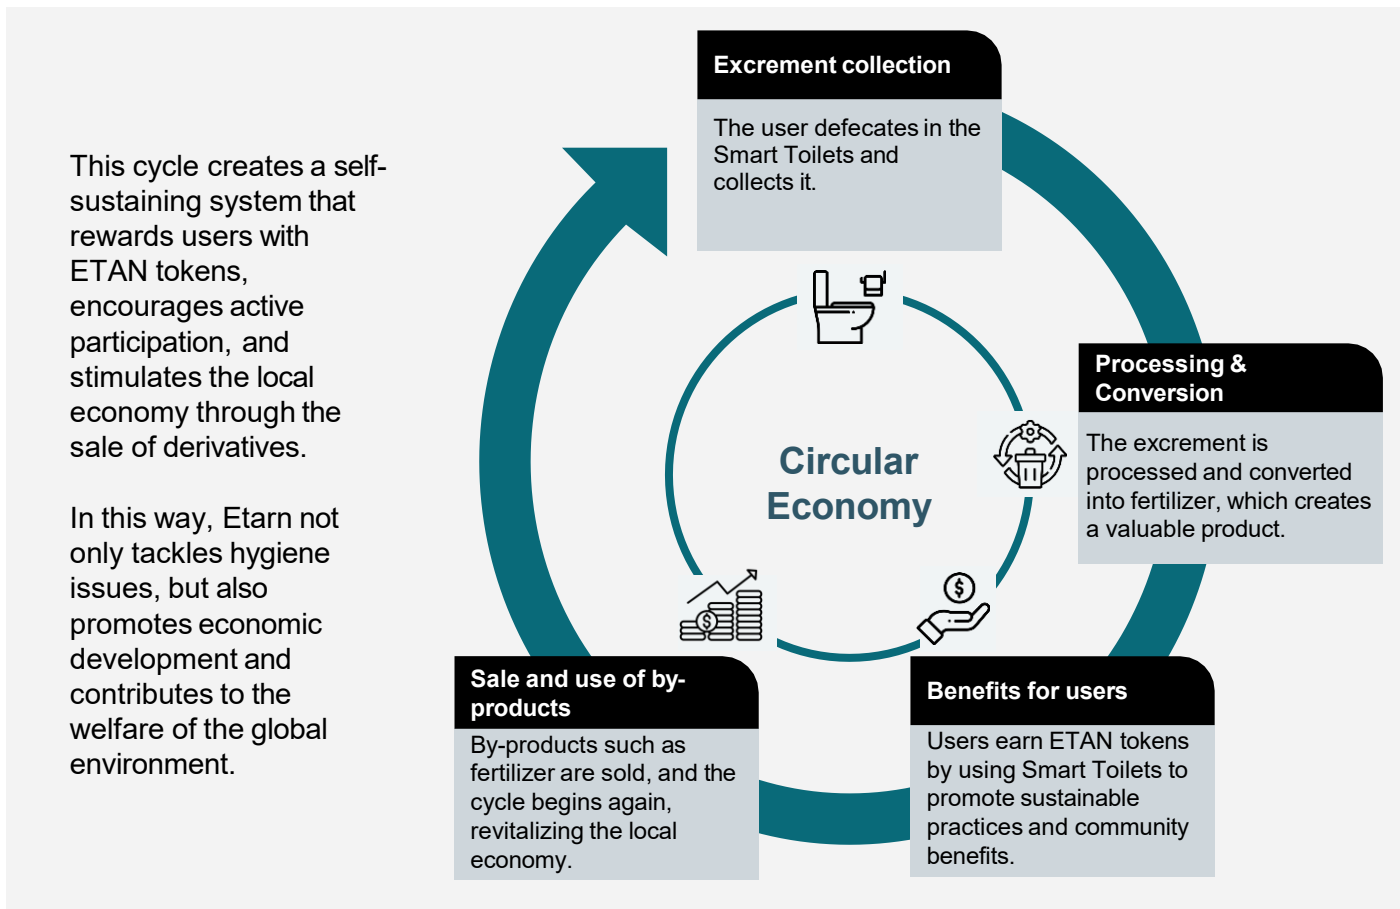 This cycle creates a self-
sustaining system that
rewards users with
ETAN tokens,
encourages active
participation, and
stimulates the local
economy through the
sale of derivatives.
In this way, Etarn not
only tackles hygiene
issues, but also
promotes economic
development and
contributes to the
welfare of the global
environment.
Excrement collection
The user defecates in the
Smart Toilets and
collects it.
Processing &
Conversion
The excrement is
processed and converted
into fertilizer, which creates
a valuable product.
Circular
Economy
Benefits for users
Users earn ETAN tokens
by using Smart Toilets to
promote sustainable
practices and community
benefits.
Sale and use of by-
products
By-products such as
fertilizer are sold, and the
cycle begins again,
revitalizing the local
economy.